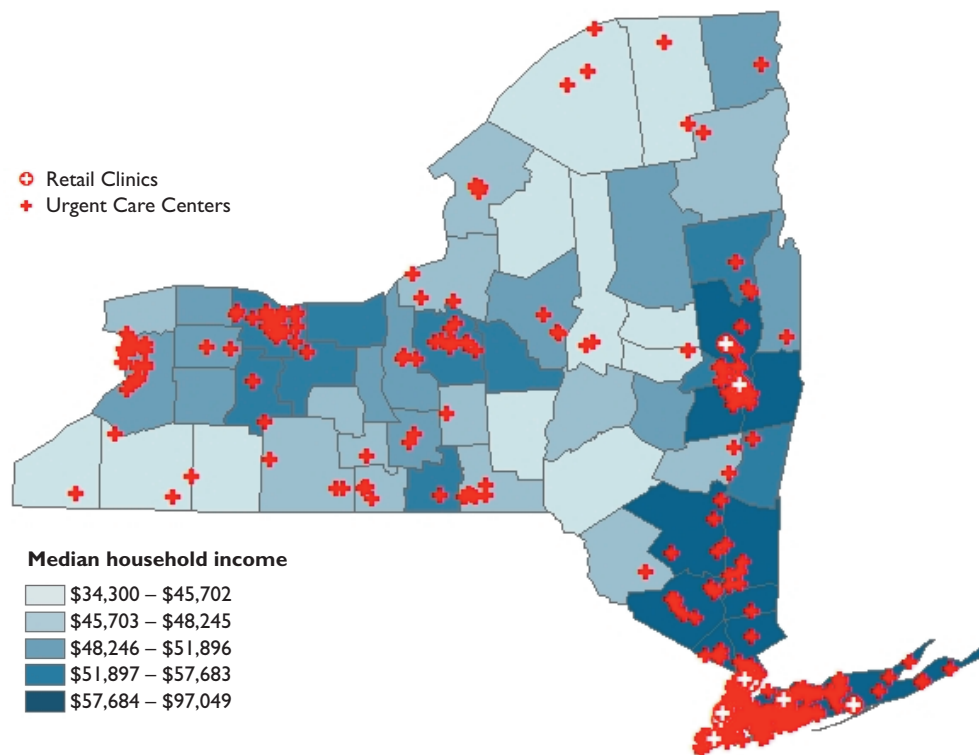 Retail Clinics
Urgent Care Centers
Median household income
$34,300 – $45,702
$45,703 – $48,245
$48,246 – $51,896
$51,897 – $57,683
$57,684 – $97,049